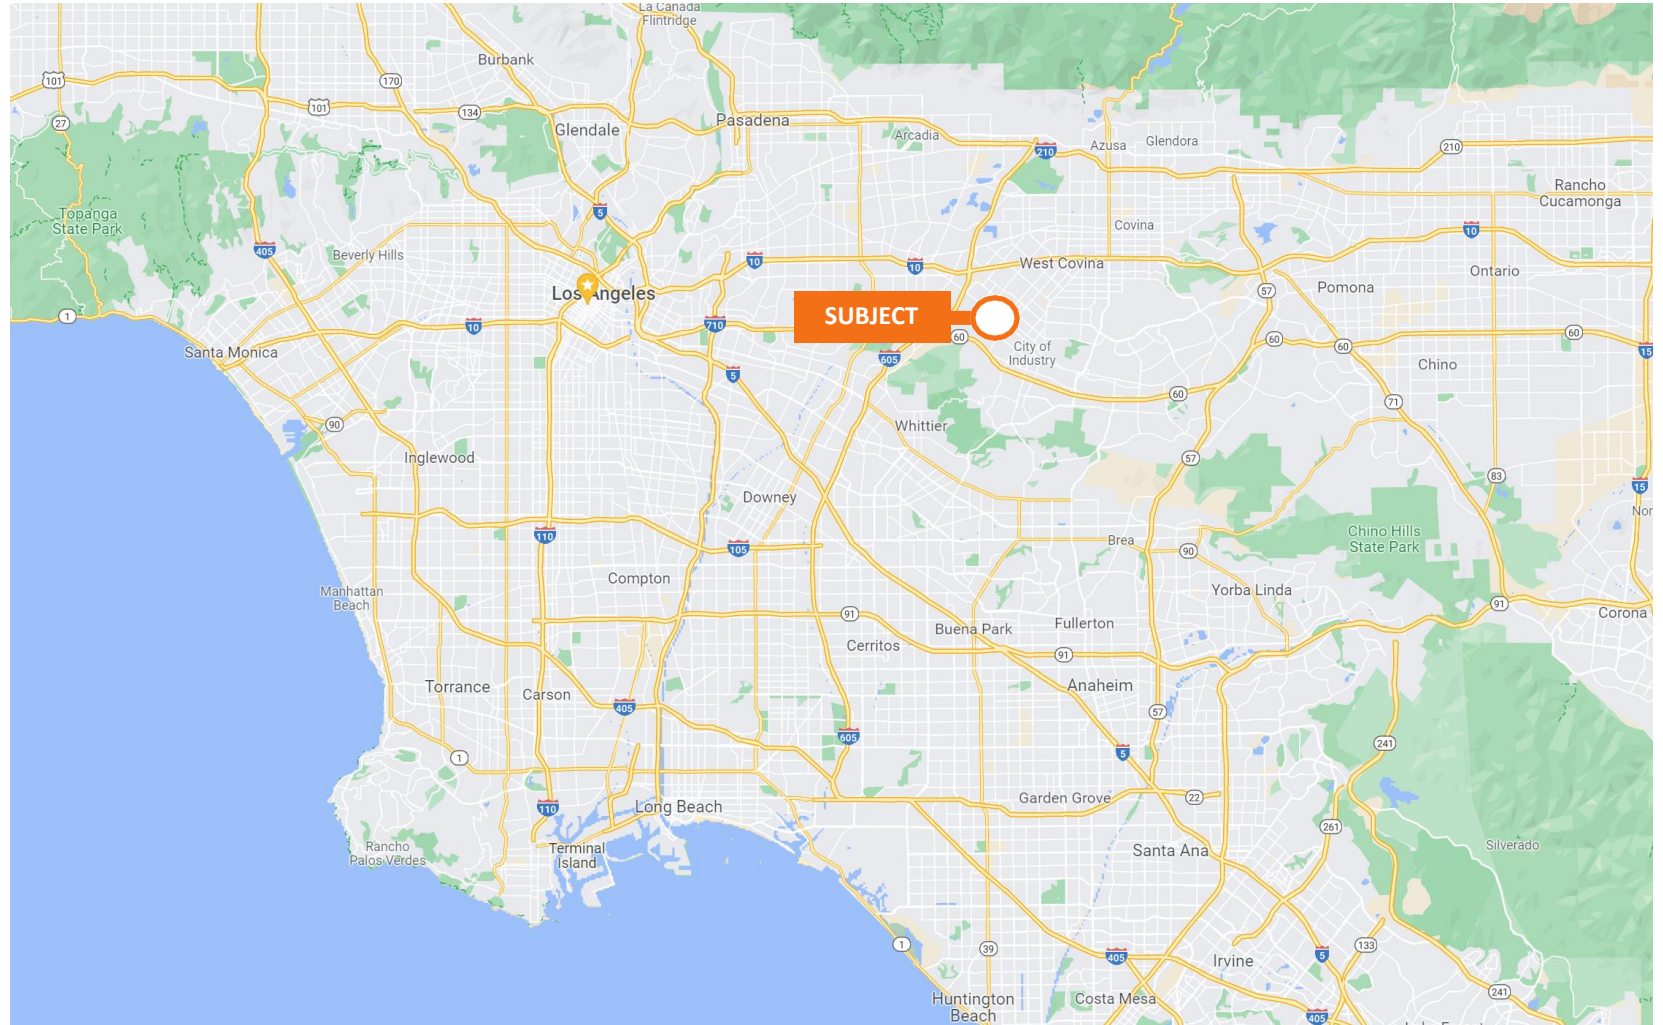 La Canada
Flintridge
Burbank
101
170
101
134
27
Glendale
Pasadena
Arcadia
210
Azusa
Glendora
210
Rancho
Cucamonga
Topanga
State Park
5
405
Beverly Hills
Covina
10
10
10
West Covina
Ontario
Los Angeles
57
Pomona
1
10
710
SUBJECT
60
City of
Industry
60
60
60
15
Santa Monica
605
Chino
5
60
71
90
Whittier
Inglewood
57
83
15
Downey
Nor
110
105
Brea
90
Chino Hills
State Park
Compton
Manhattan
Beach
Yorba Linda
91
91
Corona
Buena Park
Fullerton
Cerritos
91
Torrance
Carson
Anaheim
405
57
605
5
241
1
110
Long Beach
Garden Grove
22
261
Rancho
Palos Verdes
Terminal
Island
Santa Ana
Silverado
1
39
405
Irvine
5
133
241
Huntington
Beach
Costa Mesa
405